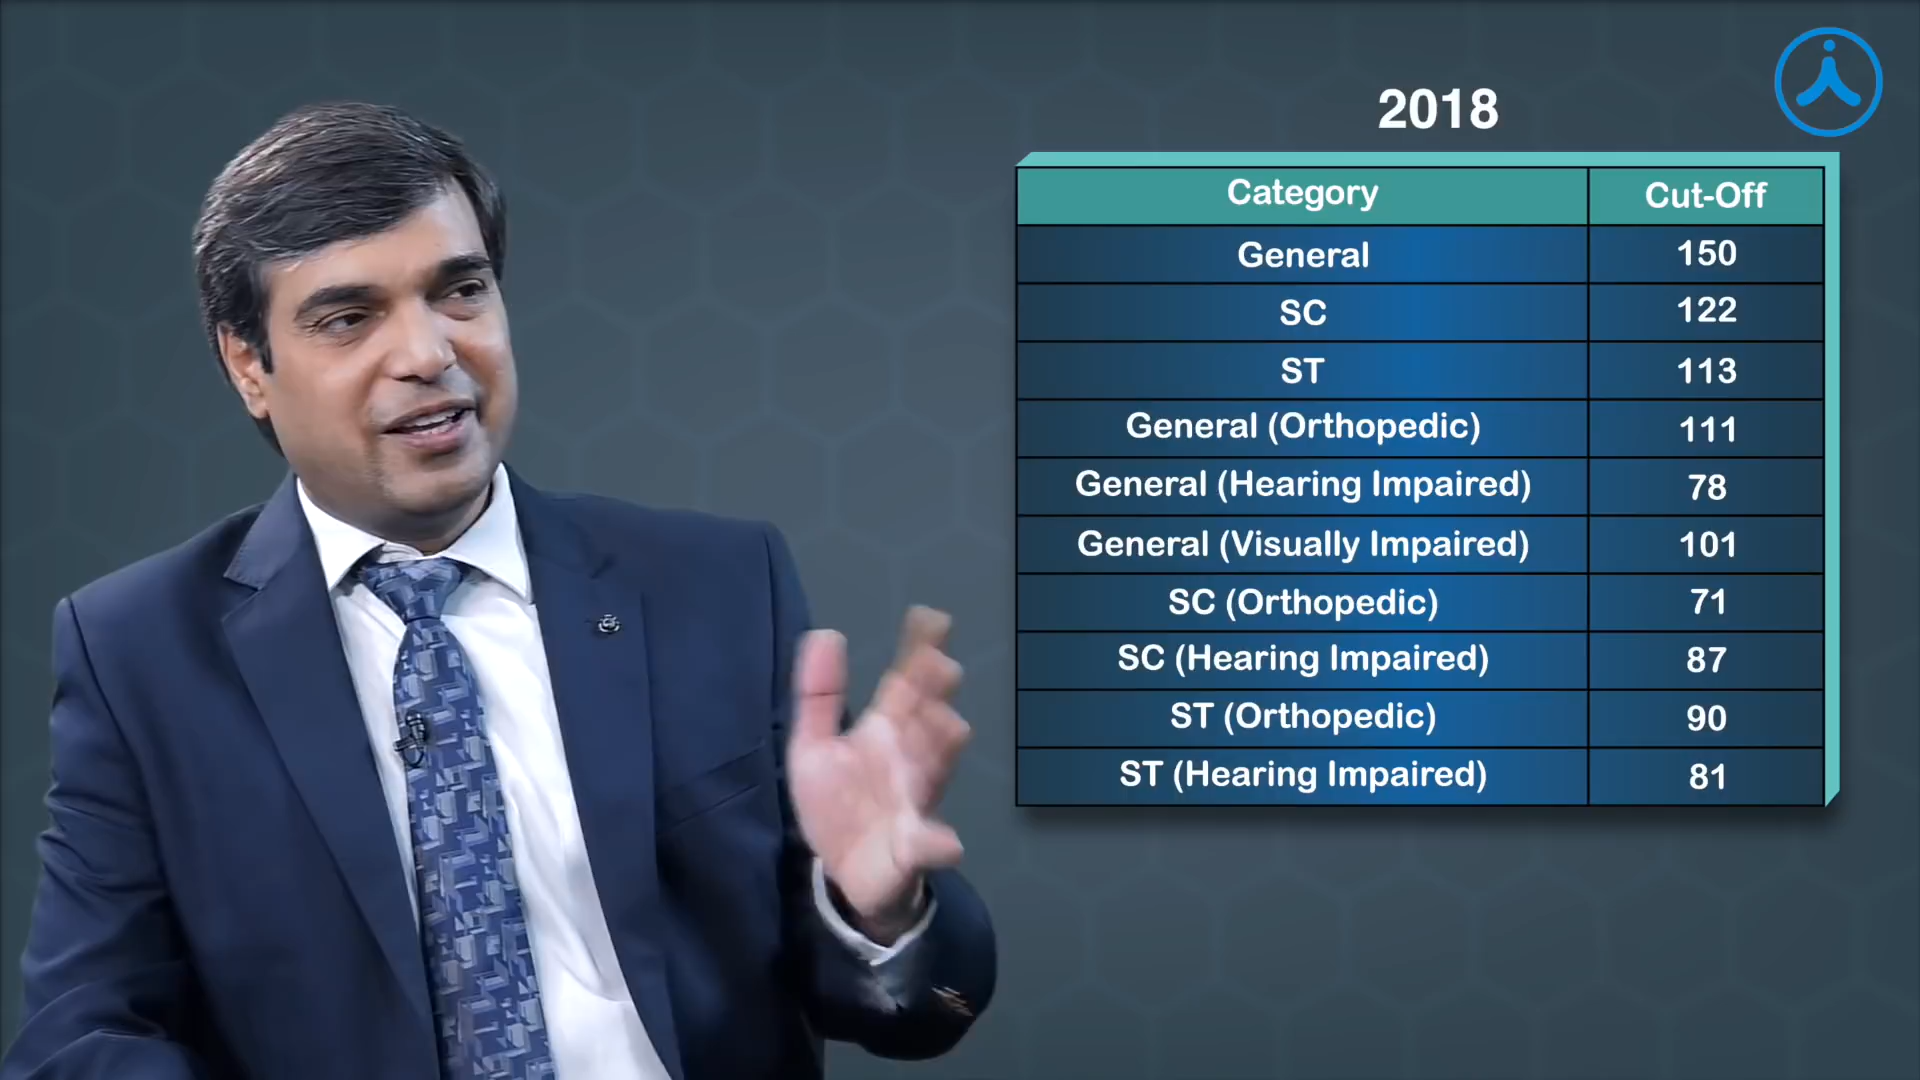 2018
Category Cut-Off
General 150
SC 122
ST 113
General (Orthopedic) 111
General (Hearing Impaired) 78
General (Visually Impaired) 101
SC (Orthopedic) 71
SC (Hearing Impaired) 87
ST (Orthopedic) 90
ST (Hearing Impaired) 81